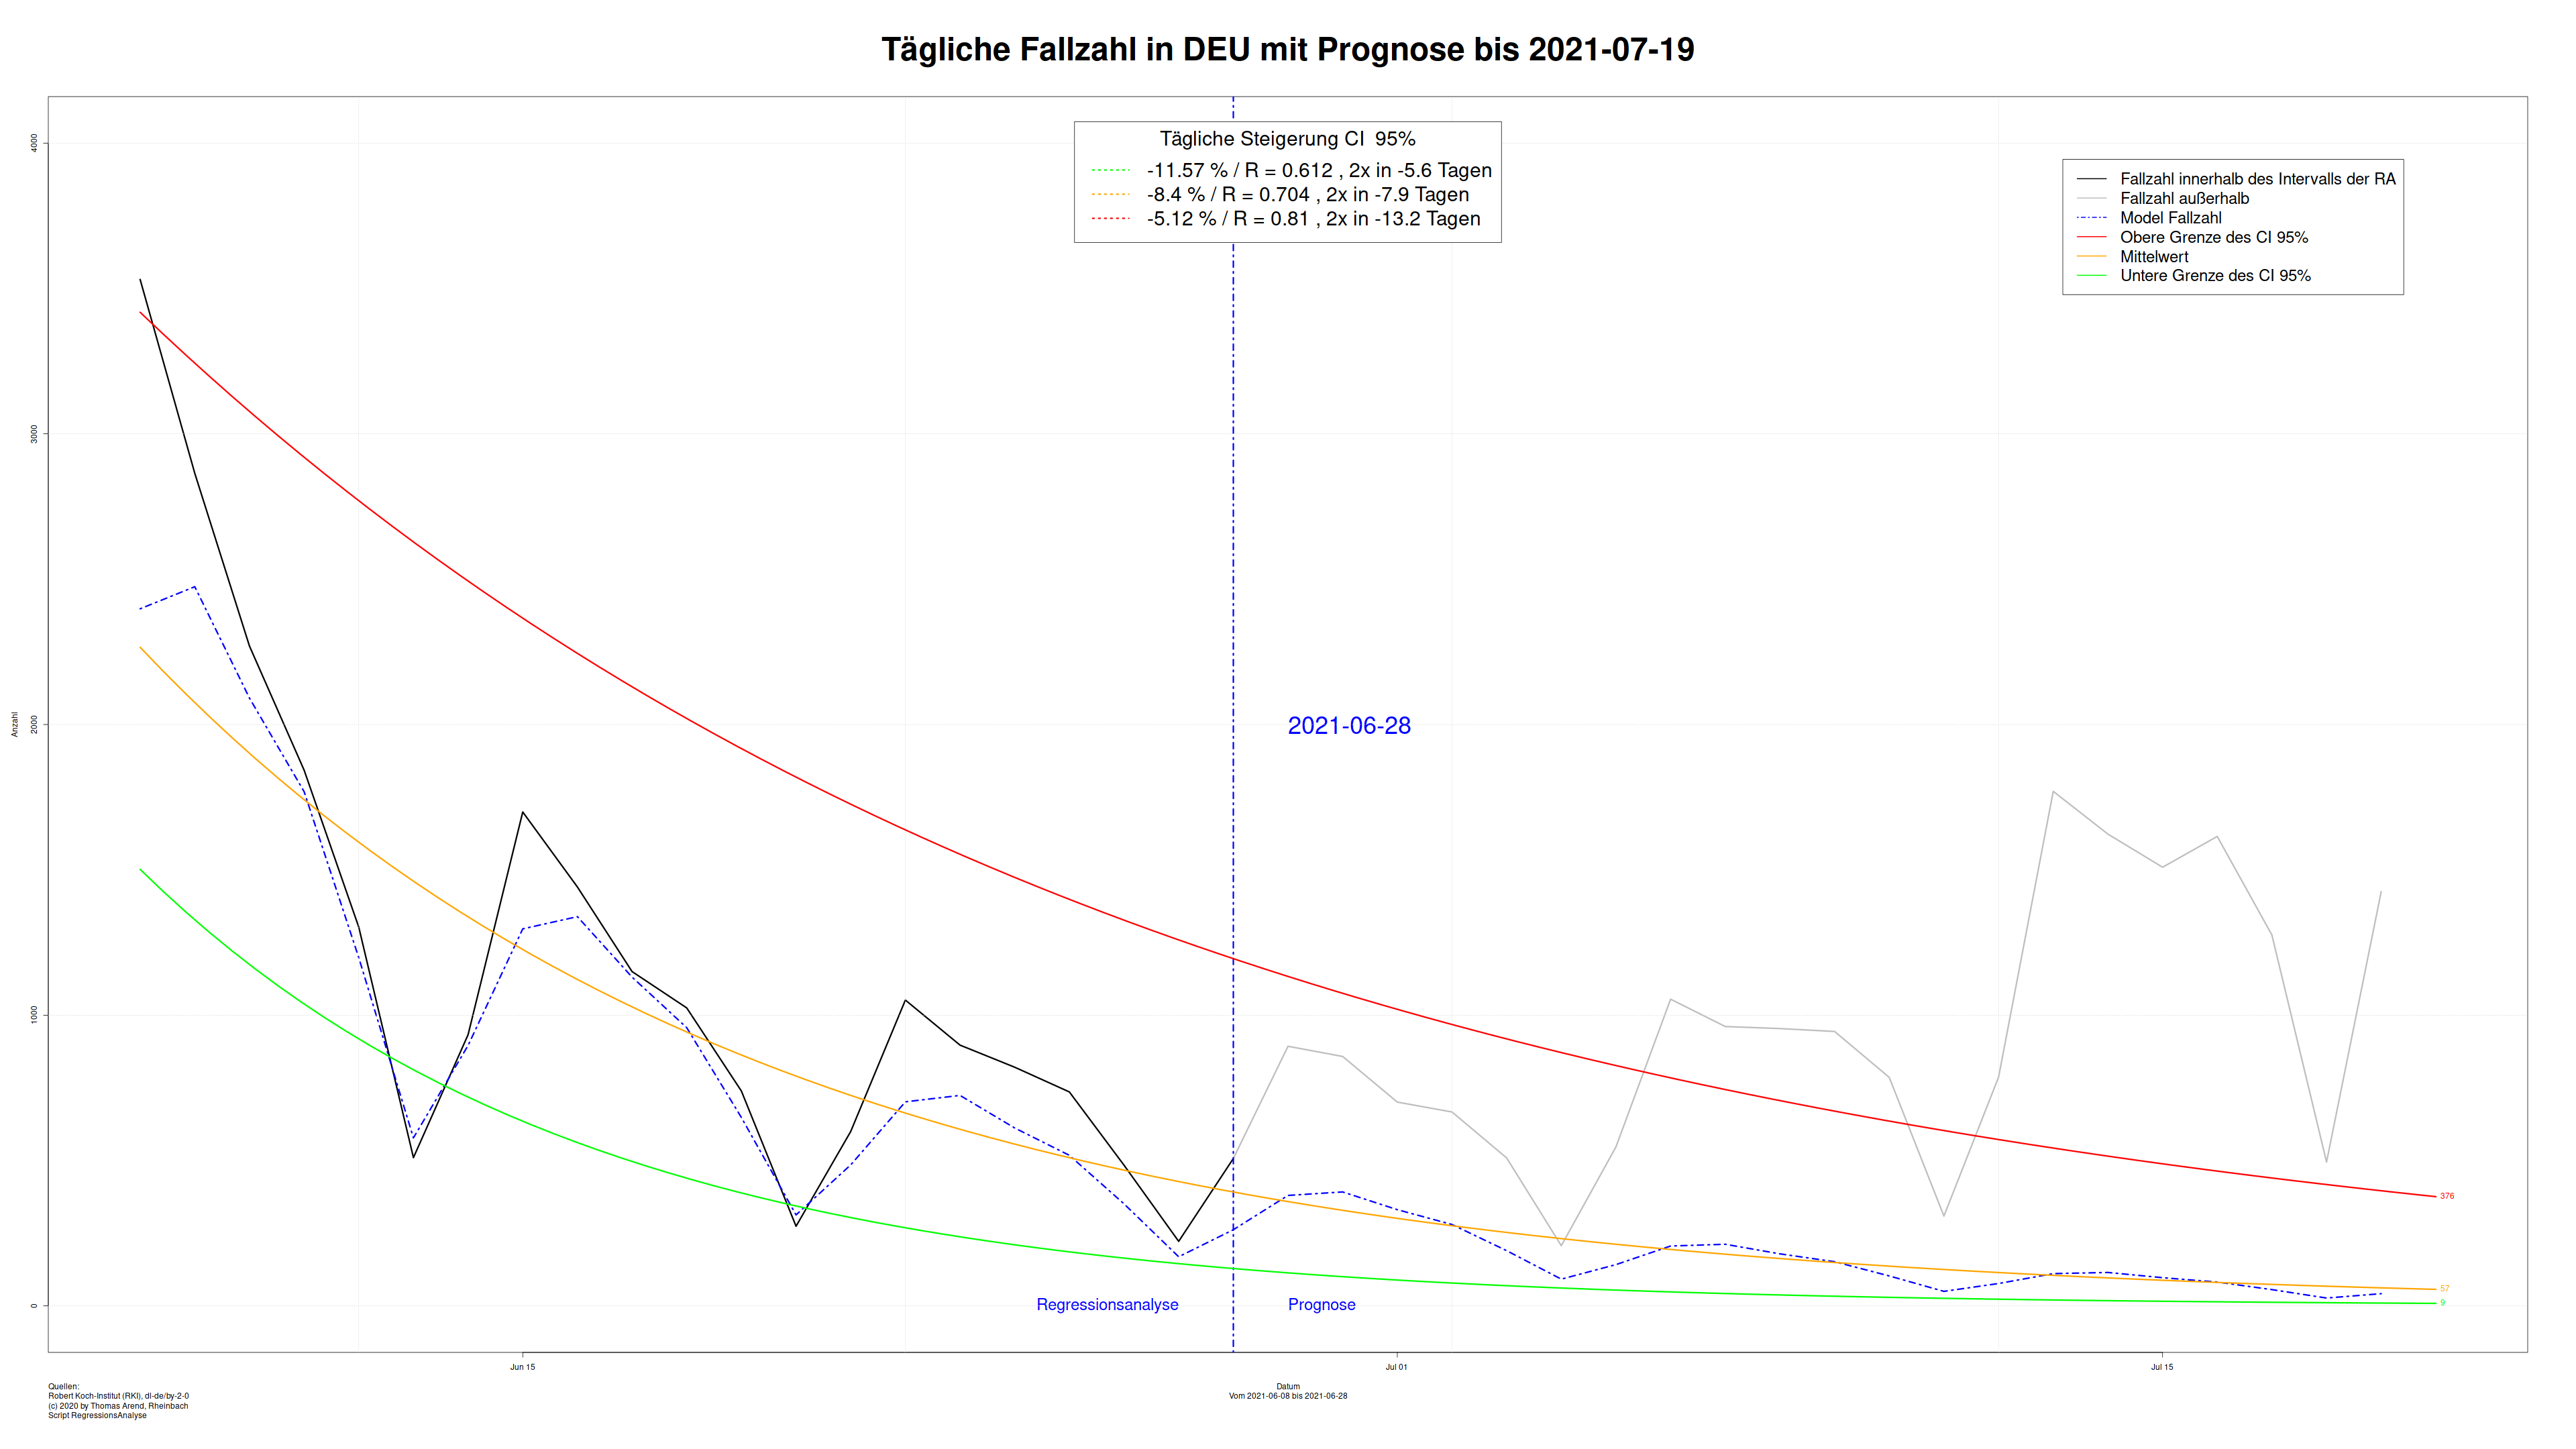 Tägliche Fallzahl in DEU mit Prognose bis 2021-07-19
Tägliche Steigerung CI 95%
-11.57 % / R = 0.612 , 2x in -5.6 Tagen
-8.4 % / R = 0.704 , 2x in -7.9 Tagen
-5.12 % / R = 0.81 , 2x in -13.2 Tagen
Fallzahl innerhalb des Intervalls der RA
Fallzahl außerhalb
Model Fallzahl
Obere Grenze des CI 95%
Mittelwert
Untere Grenze des CI 95%
4000
3000
2000
1000
0
Anzahl
2021-06-28
376
57
9
Regressionsanalyse
Prognose
Jun 15
Jul 01
Jul 15
Datum
Vom 2021-06-08 bis 2021-06-28
Quellen:
Robert Koch-Institut (RKI), dl-de/by-2-0
(c) 2020 by Thomas Arend, Rheinbach
Script RegressionsAnalyse